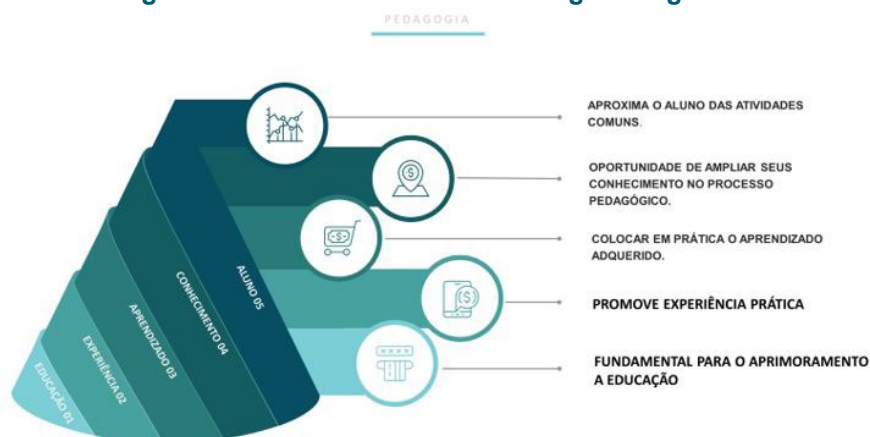 PEDAGOGIA
APROXIMA O ALUNO DAS ATIVIDADES
COMUNS.
OPORTUNIDADE DE AMPLIAR SEUS
CONHECIMENTO NO PROCESSO
PEDAGÓGICO.
COLOCAR EM PRÁTICA O APRENDIZADO
ADQUERIDO.
PROMOVE EXPERIÊNCIA PRÁTICA
FUNDAMENTAL PARA O APRIMORAMENTO
A EDUCAÇÃO
ALUNO 05
CONHECIMENTO 04
APRENDIZADO 03
EXPERIÊNCIA 02
EDUCAÇÃO 01